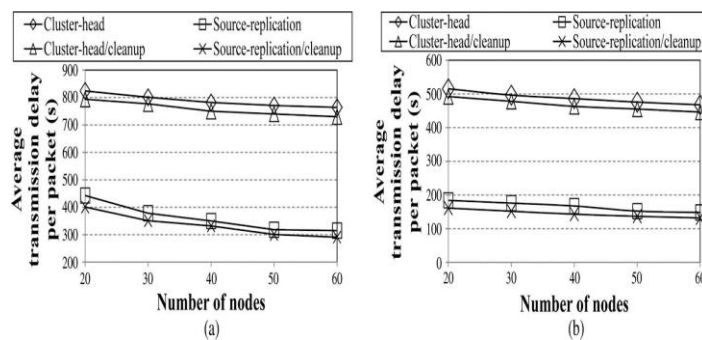 Cluster-head Source-replication
Cluster-head/cleanup Source-replication/cleanup
900
800
700
600
500
400
300
200
20 30 40 50 60
Average
transmission delay
per packet (s)
Number of nodes
(a)
Cluster-head Source-replication
Cluster-head/cleanup Source-replication/cleanup
600
500
400
300
200
100
0
20 30 40 50 60
Average
transmission delay
per packet (s)
Number of nodes
(b)